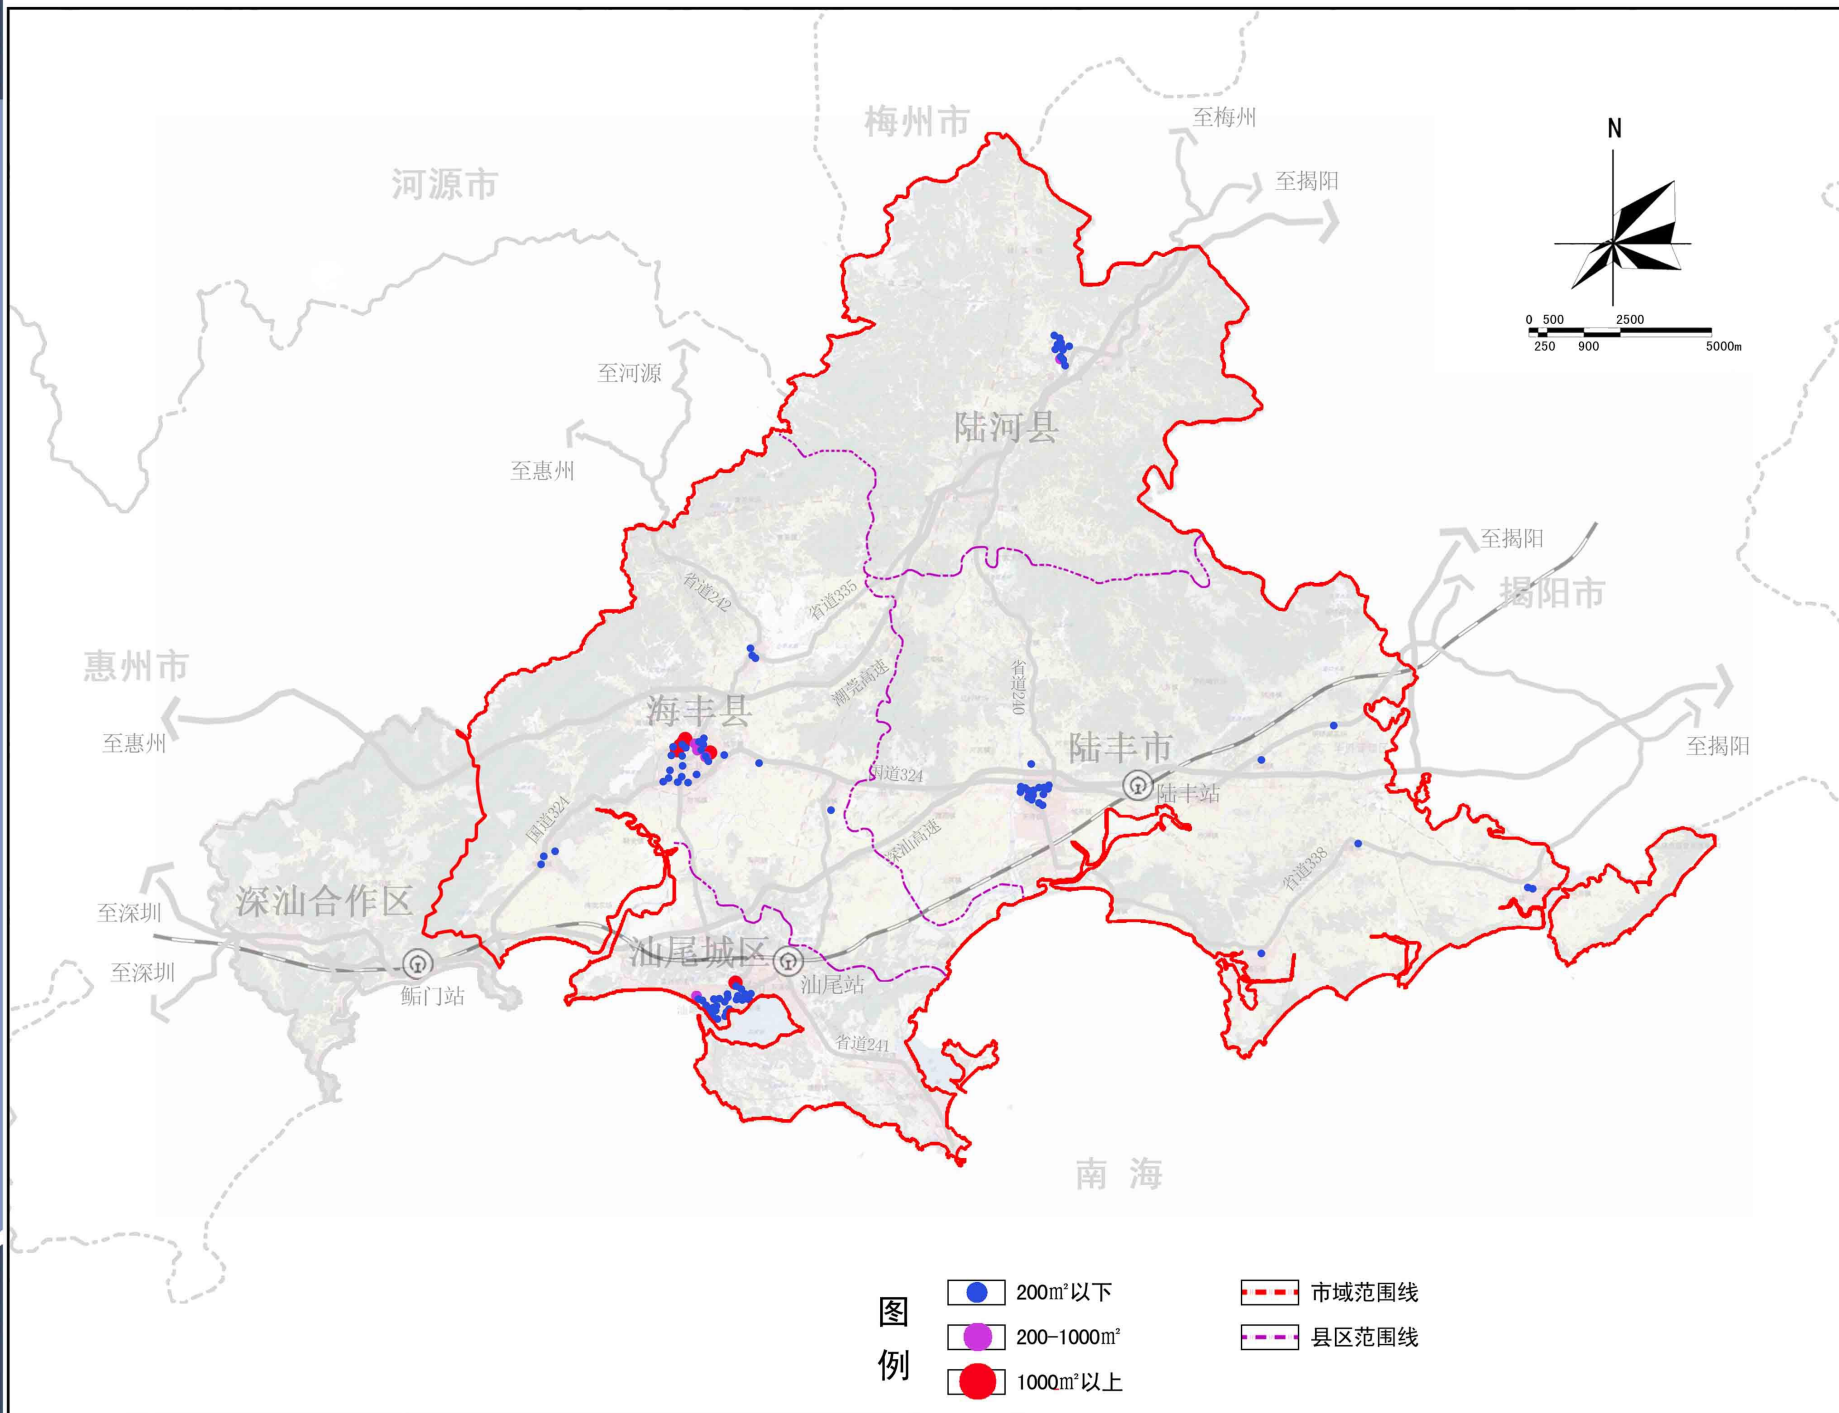 梅州市
至梅州
N
河源市
至揭阳
0 500 2500
250 900 5000m
至河源
陆河县
至惠州
至揭阳
揭阳市
省道242
省道335
惠州市
潮莞高速
省道240
海丰县
至惠州
陆丰市
至揭阳
国道324
陆丰站
国道324
深汕高速
省道338
深汕合作区
至深圳
汕尾城区
至深圳
鲘门站
汕尾站
省道241
南海
图例
200㎡以下
市域范围线
200-1000㎡
县区范围线
1000㎡以上